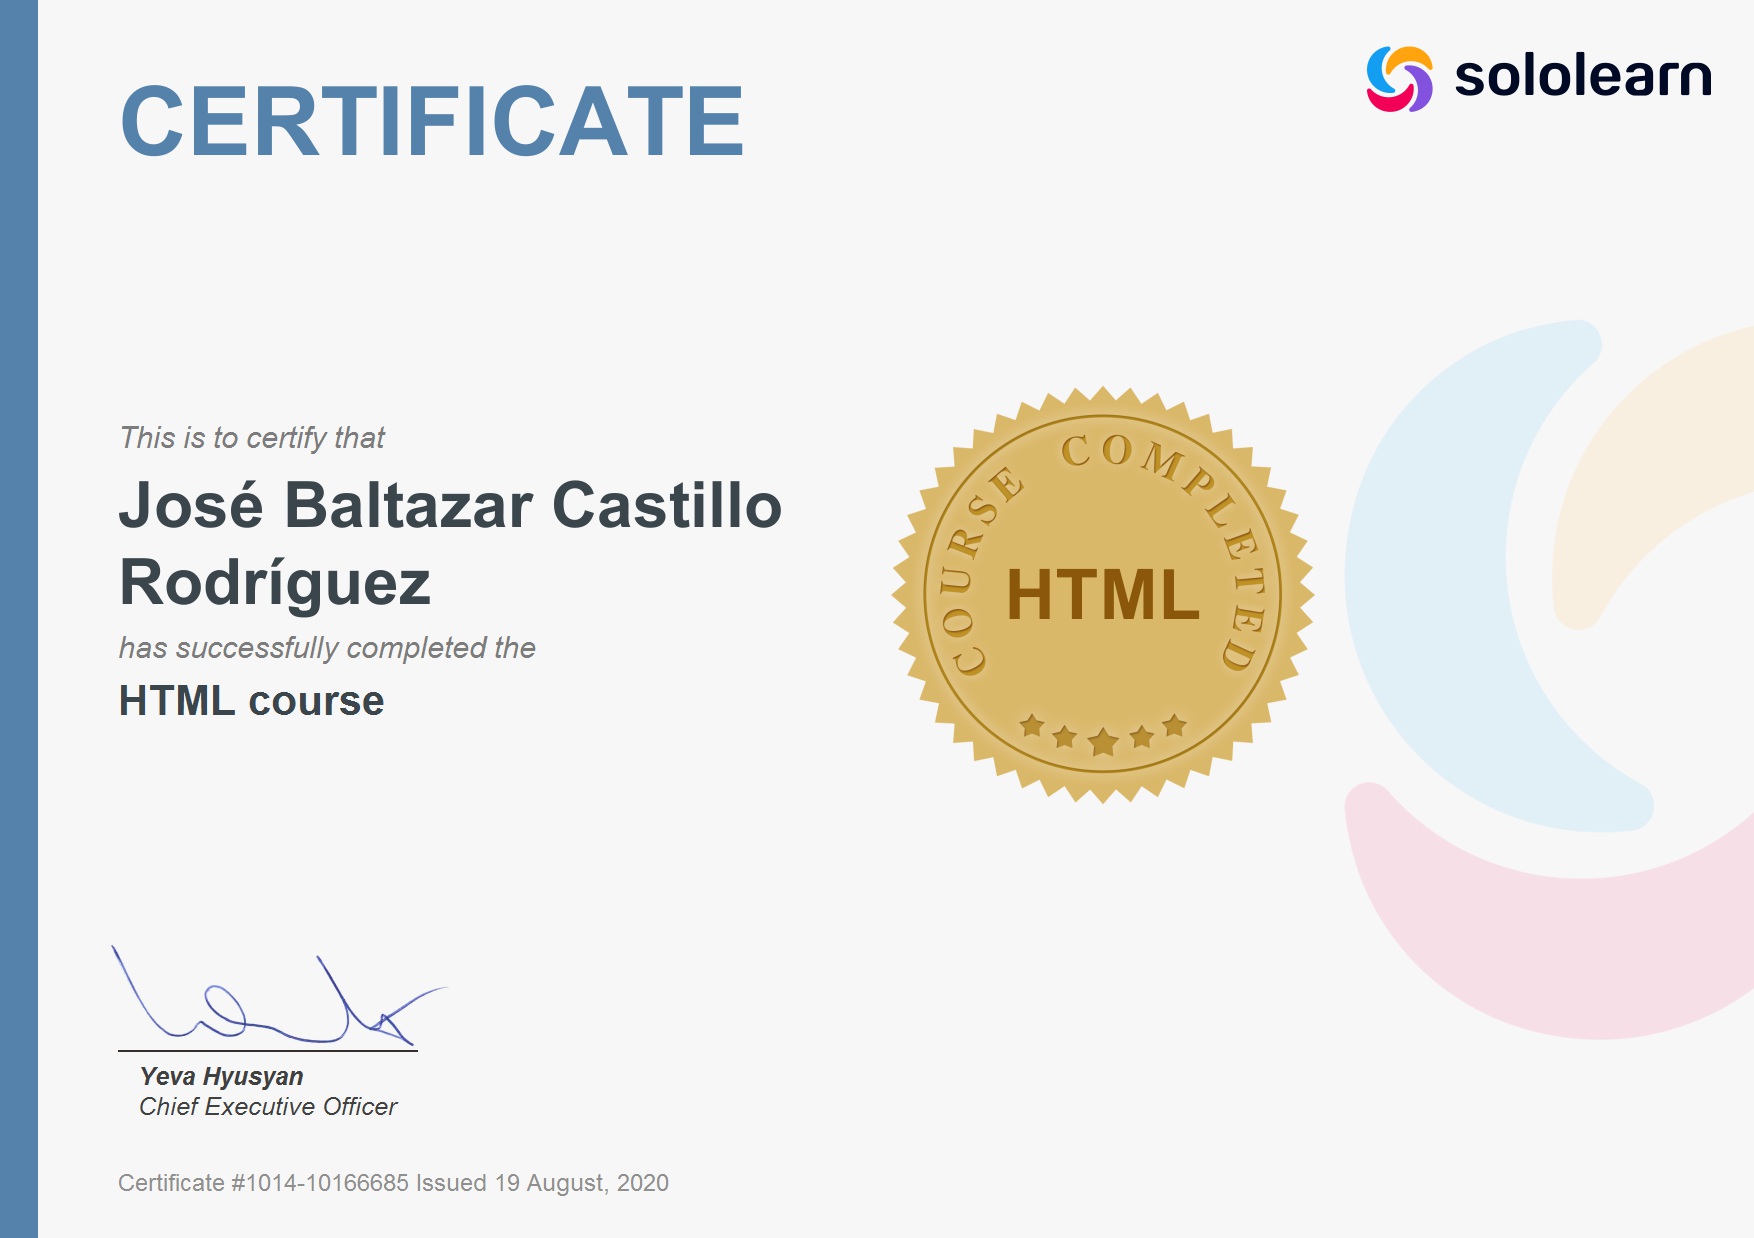 CERTIFICATE
sololearn
This is to certify that
José Baltazar Castillo
Rodríguez
has successfully completed the
HTML course
COURSE COMPLETED
HTML
Yeva Hyusyan
Chief Executive Officer
Certificate #1014-10166685 Issued 19 August, 2020